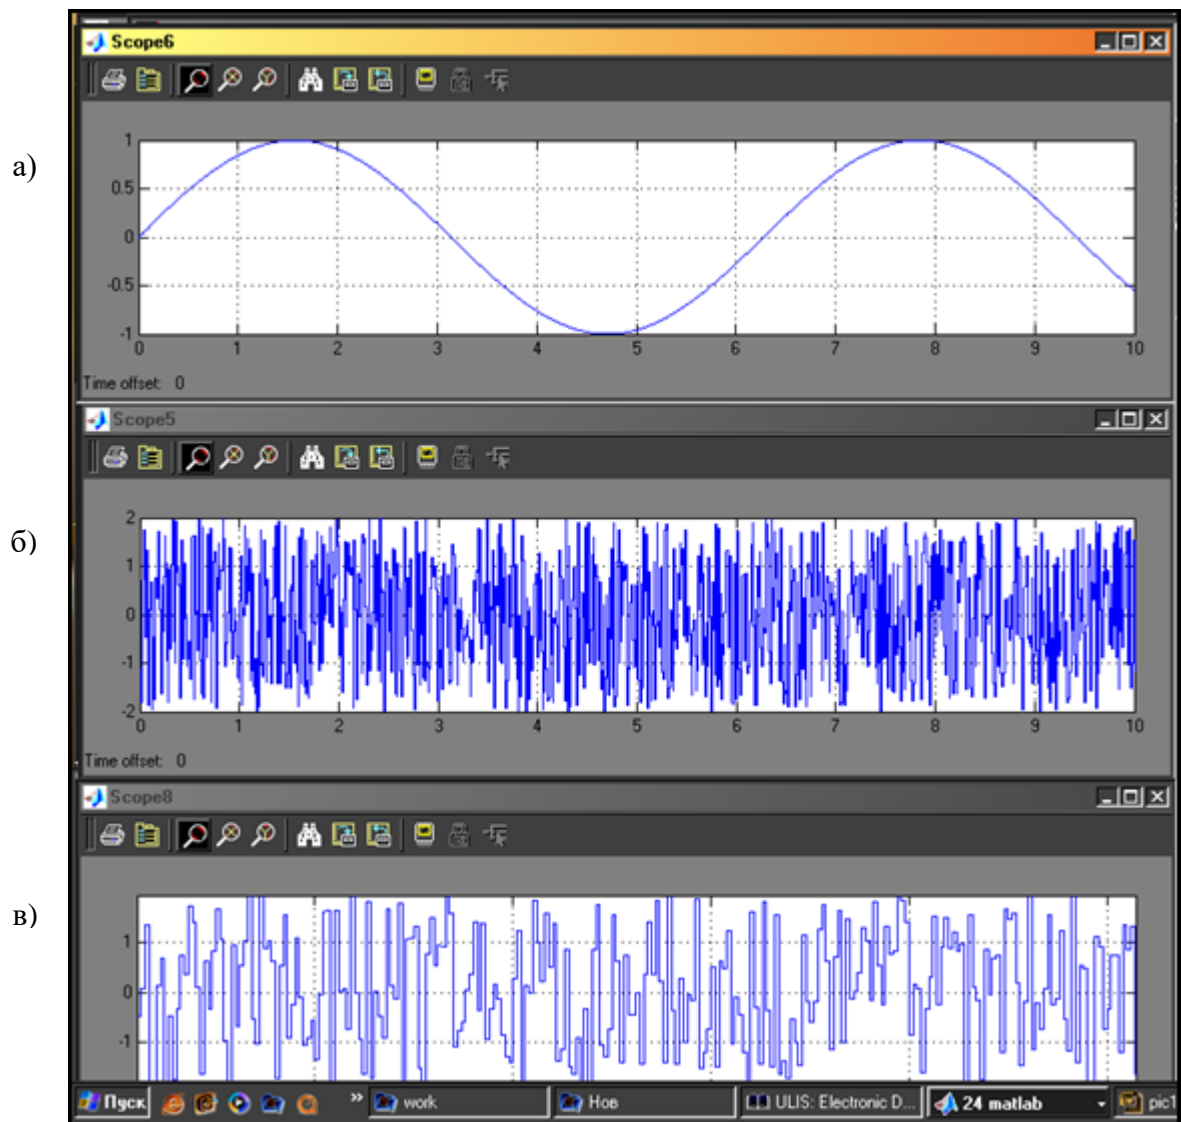 Scope6
а)
1
0.5
0
-0.5
-1
0 1 2 3 4 5 6 7 8 9 10
Time offset: 0
Scope5
б)
2
1
0
-1
-2
0 1 2 3 4 5 6 7 8 9 10
Time offset: 0
Scope8
в)
1
0
-1
Пуск » work Нов ULIS: Electronic D... 24 matlab pic1